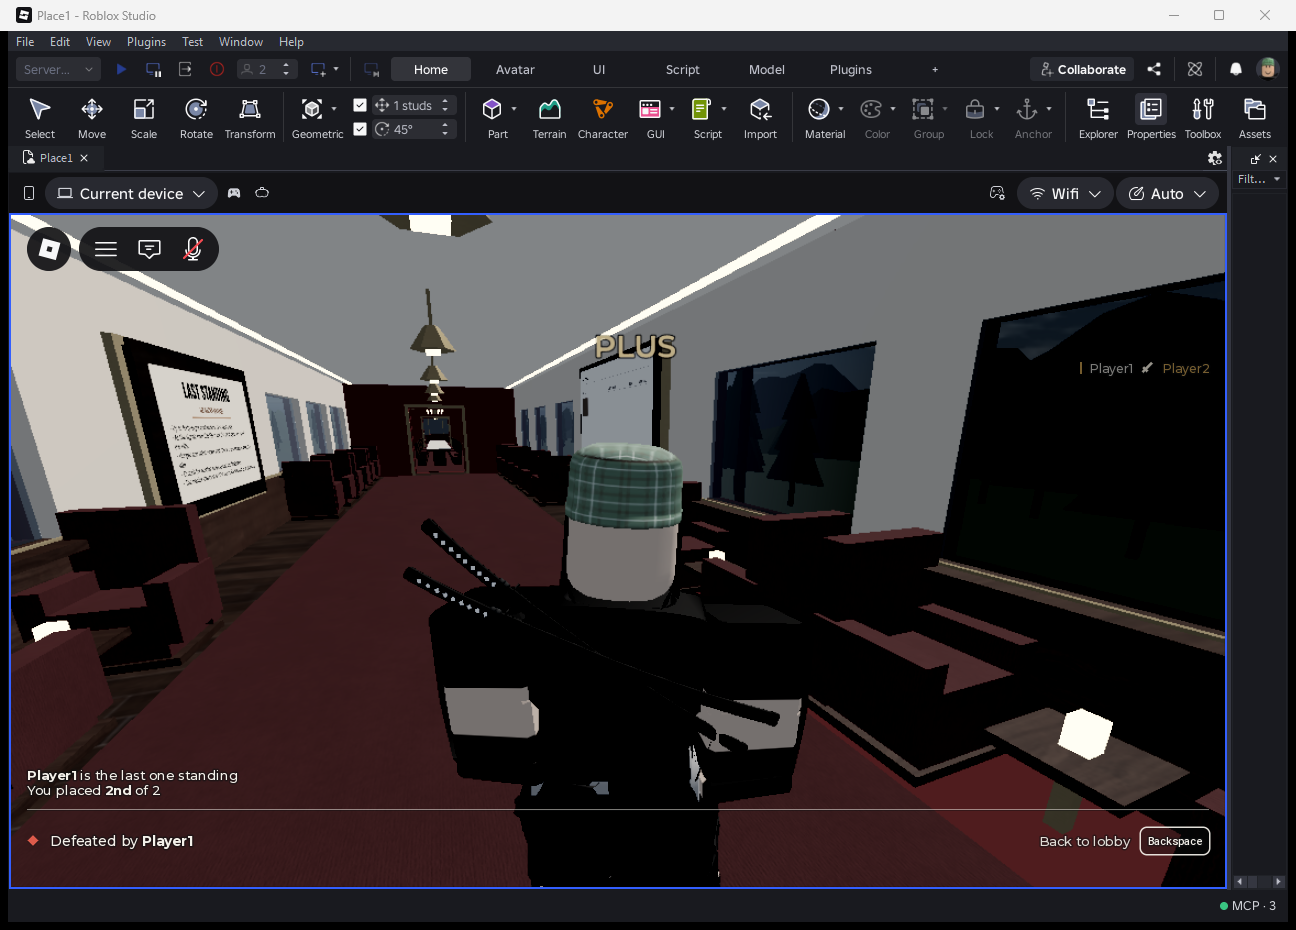 Place1 - Roblox Studio
File Edit View Plugins Test Window Help
Server... 2 Home Avatar UI Script Model Plugins + Collaborate
1 studs
45°
Select Move Scale Rotate Transform Geometric Part Terrain Character GUI Script Import Material Color Group Lock Anchor Explorer Properties Toolbox Assets
Place1
Filt...
Current device Wifi Auto
PLUS
Player1 Player2
LAST STANDING
Player1 is the last one standing
You placed 2nd of 2
Defeated by Player1
Back to lobby Backspace
MCP · 3